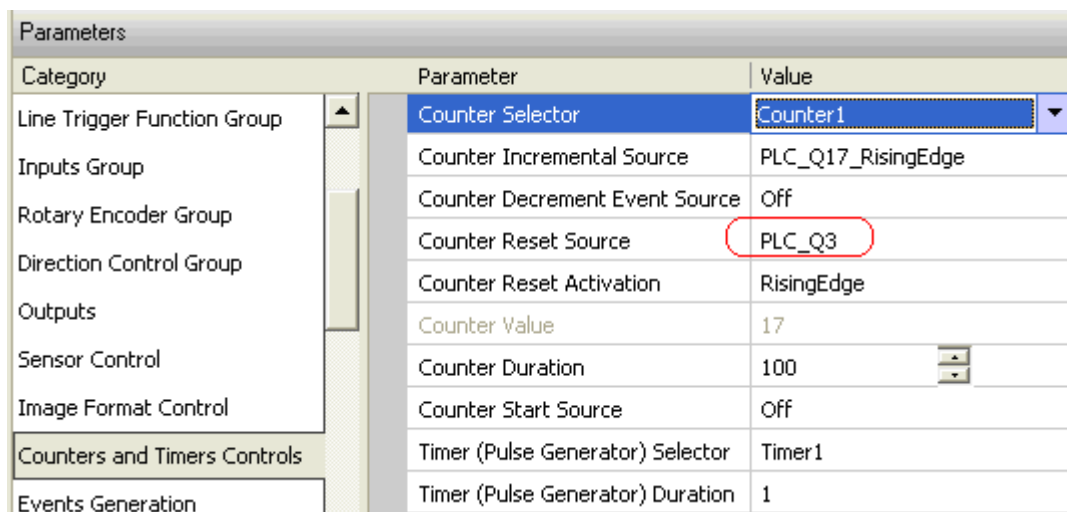 Parameters
Category Parameter Value
Line Trigger Function Group Counter Selector Counter1
Inputs Group Counter Incremental Source PLC_Q17_RisingEdge
Rotary Encoder Group Counter Decrement Event Source Off
Direction Control Group Counter Reset Source PLC_Q3
Outputs Counter Reset Activation RisingEdge
Sensor Control Counter Value 17
Image Format Control Counter Duration 100
Counters and Timers Controls Counter Start Source Off
Events Generation Timer (Pulse Generator) Selector Timer1
Timer (Pulse Generator) Duration 1